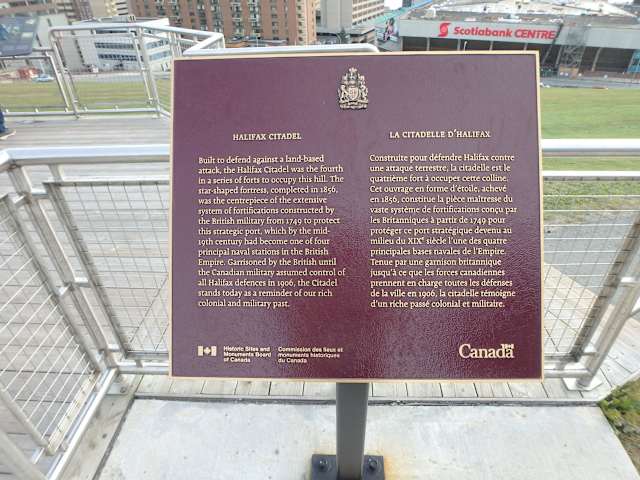 Scotiabank CENTRE
HALIFAX CITADEL
Built to defend against a land-based
attack, the Halifax Citadel was the fourth
in a series of forts to occupy this hill. The
star-shaped fortress, completed in 1856,
was the centrepiece of the extensive
system of fortifications constructed by
the British military from 1749 to protect
this strategic port, which by the mid-
19th century had become one of four
principal naval stations in the British
Empire. Garrisoned by the British until
the Canadian military assumed control of
all Halifax defences in 1906, the Citadel
stands today as a reminder of our rich
colonial and military past.
LA CITADELLE D'HALIFAX
Construite pour défendre Halifax contre
une attaque terrestre, la citadelle est le
quatrième fort à occuper cette colline.
Cet ouvrage en forme d'étoile, achevé
en 1856, constitue la pièce maîtresse du
vaste système de fortifications conçu par
les Britanniques à partir de 1749 pour
protéger ce port stratégique devenu au
milieu du XIXe siècle l'une des quatre
principales bases navales de l'Empire.
Tenue par une garnison britannique
jusqu'à ce que les forces canadiennes
prennent en charge toutes les défenses
de la ville en 1906, la citadelle témoigne
d'un riche passé colonial et militaire.
Historic Sites and
Monuments Board
of Canada
Commission des lieux et
monuments historiques
du Canada
Canada